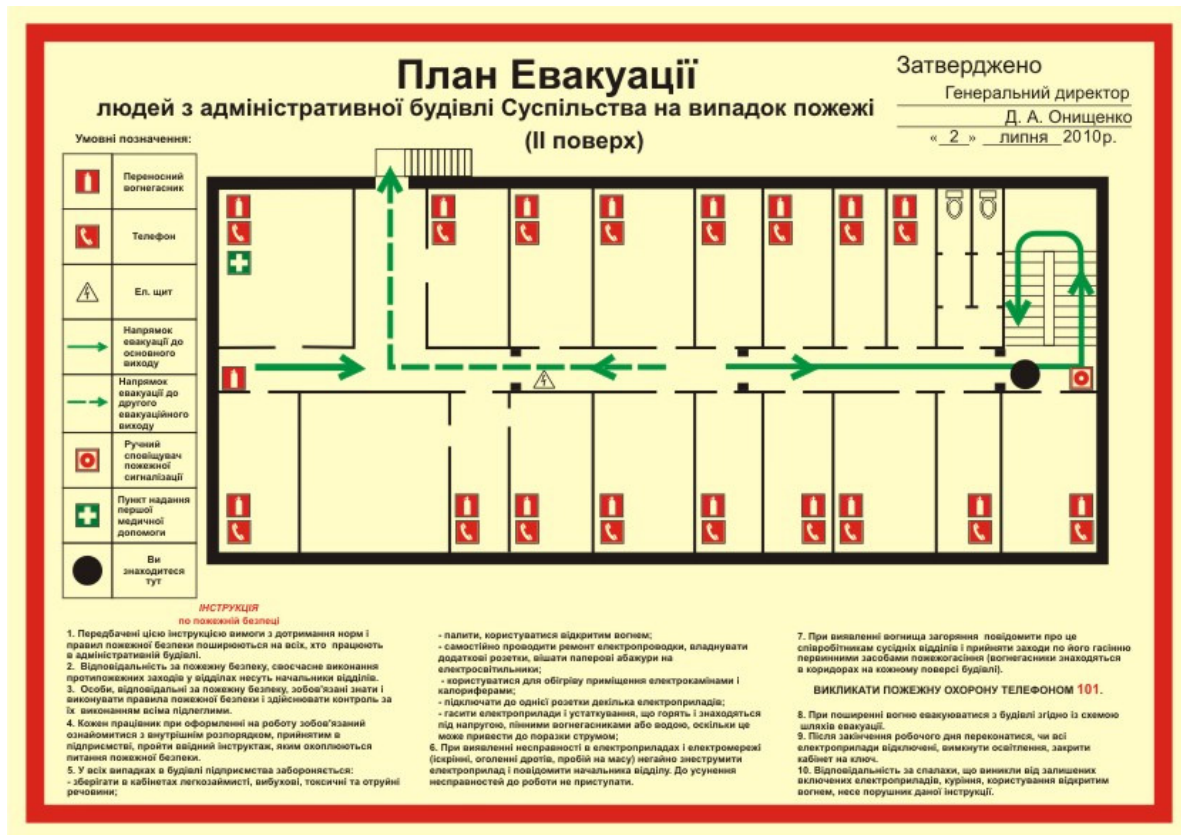 План Евакуації
людей з адміністративної будівлі Суспільства на випадок пожежі
(II поверх)
Затверджено
Генеральний директор
Д. А. Онищенко
« 2 » липня 2010р.
Умовні позначення:
Переносний
вогнегасник
Телефон
Ел. щит
Напрямок
евакуації до
основного
виходу
Напрямок
евакуації до
другого
евакуаційного
виходу
Ручний
сповіщувач
пожежної
сигналізації
Пункт надання
першої
медичної
допомоги
Ви
знаходитеся
тут
ІНСТРУКЦІЯ
по пожежній безпеці
1. Передбачені цією інструкцією вимоги з дотримання норм і
правил пожежної безпеки поширюються на всіх, хто працюють
в адміністративній будівлі.
2. Відповідальність за пожежну безпеку, своєчасне виконання
протипожежних заходів у відділах несуть начальники відділів.
3. Особи, відповідальні за пожежну безпеку, зобов'язані знати і
виконувати правила пожежної безпеки і здійснювати контроль за
їх виконанням всіма підлеглими.
4. Кожен працівник при оформленні на роботу зобов'язаний
ознайомитися з внутрішнім розпорядком, прийнятим в
підприємстві, пройти ввідний інструктаж, яким охоплюються
питання пожежної безпеки.
5. У всіх випадках в будівлі підприємства забороняється:
- зберігати в кабінетах легкозаймисті, вибухові, токсичні та отруйні
речовини;
- палити, користуватися відкритим вогнем;
- самостійно проводити ремонт електропроводки, владнувати
додаткові розетки, вішати паперові абажури на
електросвітильники;
- користуватися для обігріву приміщення електрокамінами і
калориферами;
- підключати до однієї розетки декілька електроприладів;
- гасити електроприлади і устаткування, що горять і знаходяться
під напругою, пінними вогнегасниками або водою, оскільки це
може привести до поразки струмом;
6. При виявленні несправності в електроприладах і електромережі
(іскрінні, оголенні дротів, пробій на масу) негайно знеструмити
електроприлад і повідомити начальника відділу. До усунення
несправностей до роботи не приступати.
7. При виявленні вогнища загоряння повідомити про це
співробітникам сусідніх відділів і прийняти заходи по його гасінню
первинними засобами пожежогасіння (вогнегасники знаходяться
в коридорах на кожному поверсі будівлі).
ВИКЛИКАТИ ПОЖЕЖНУ ОХОРОНУ ТЕЛЕФОНОМ 101.
8. При поширенні вогню евакуюватися з будівлі згідно із схемою
шляхів евакуації.
9. Після закінчення робочого дня переконатися, чи всі
електроприлади відключені, вимкнути освітлення, закрити
кабінет на ключ.
10. Відповідальність за спалахи, що виникли від залишених
включених електроприладів, куріння, користування відкритим
вогнем, несе порушник даної інструкції.